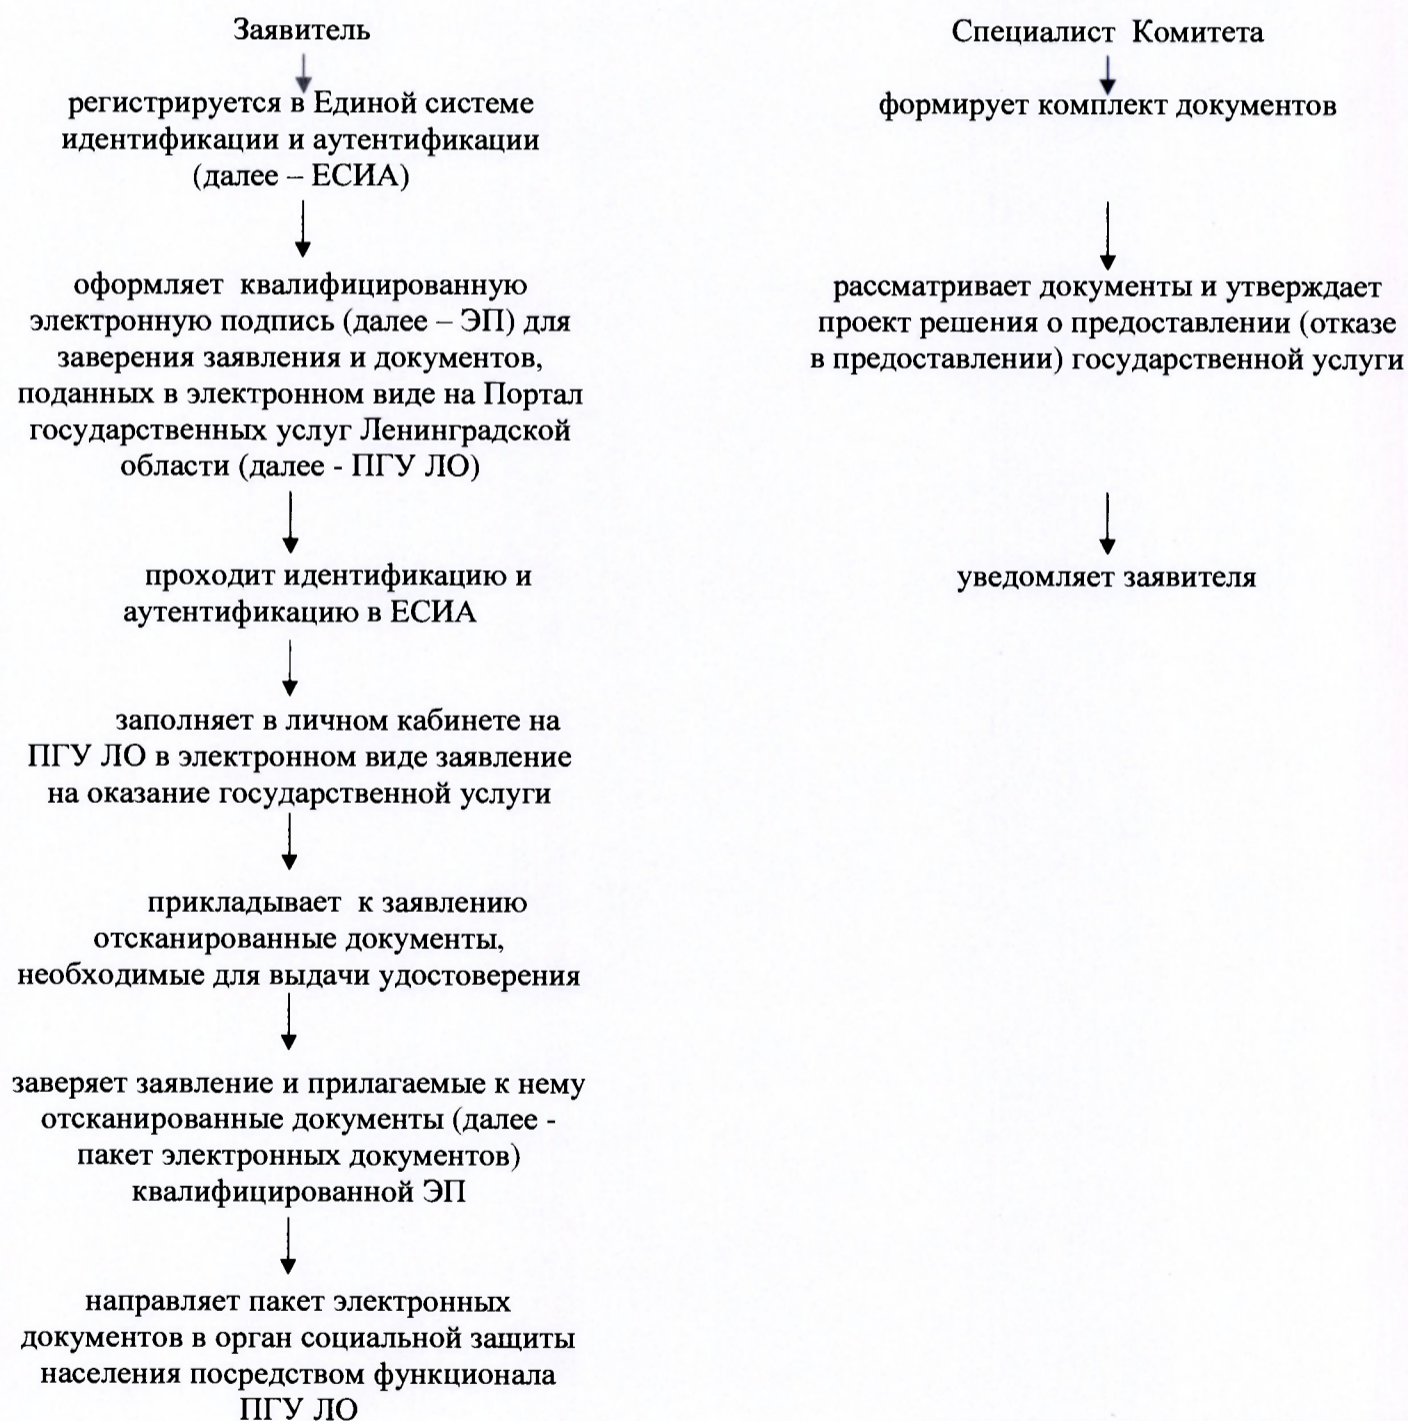 Заявитель
регистрируется в Единой системе
идентификации и аутентификации
(далее – ЕСИА)
оформляет квалифицированную
электронную подпись (далее – ЭП) для
заверения заявления и документов,
поданных в электронном виде на Портал
государственных услуг Ленинградской
области (далее - ПГУ ЛО)
проходит идентификацию и
аутентификацию в ЕСИА
заполняет в личном кабинете на
ПГУ ЛО в электронном виде заявление
на оказание государственной услуги
прикладывает к заявлению
отсканированные документы,
необходимые для выдачи удостоверения
заверяет заявление и прилагаемые к нему
отсканированные документы (далее -
пакет электронных документов)
квалифицированной ЭП
направляет пакет электронных
документов в орган социальной защиты
населения посредством функционала
ПГУ ЛО
Специалист Комитета
формирует комплект документов
рассматривает документы и утверждает
проект решения о предоставлении (отказе
в предоставлении) государственной услуги
уведомляет заявителя